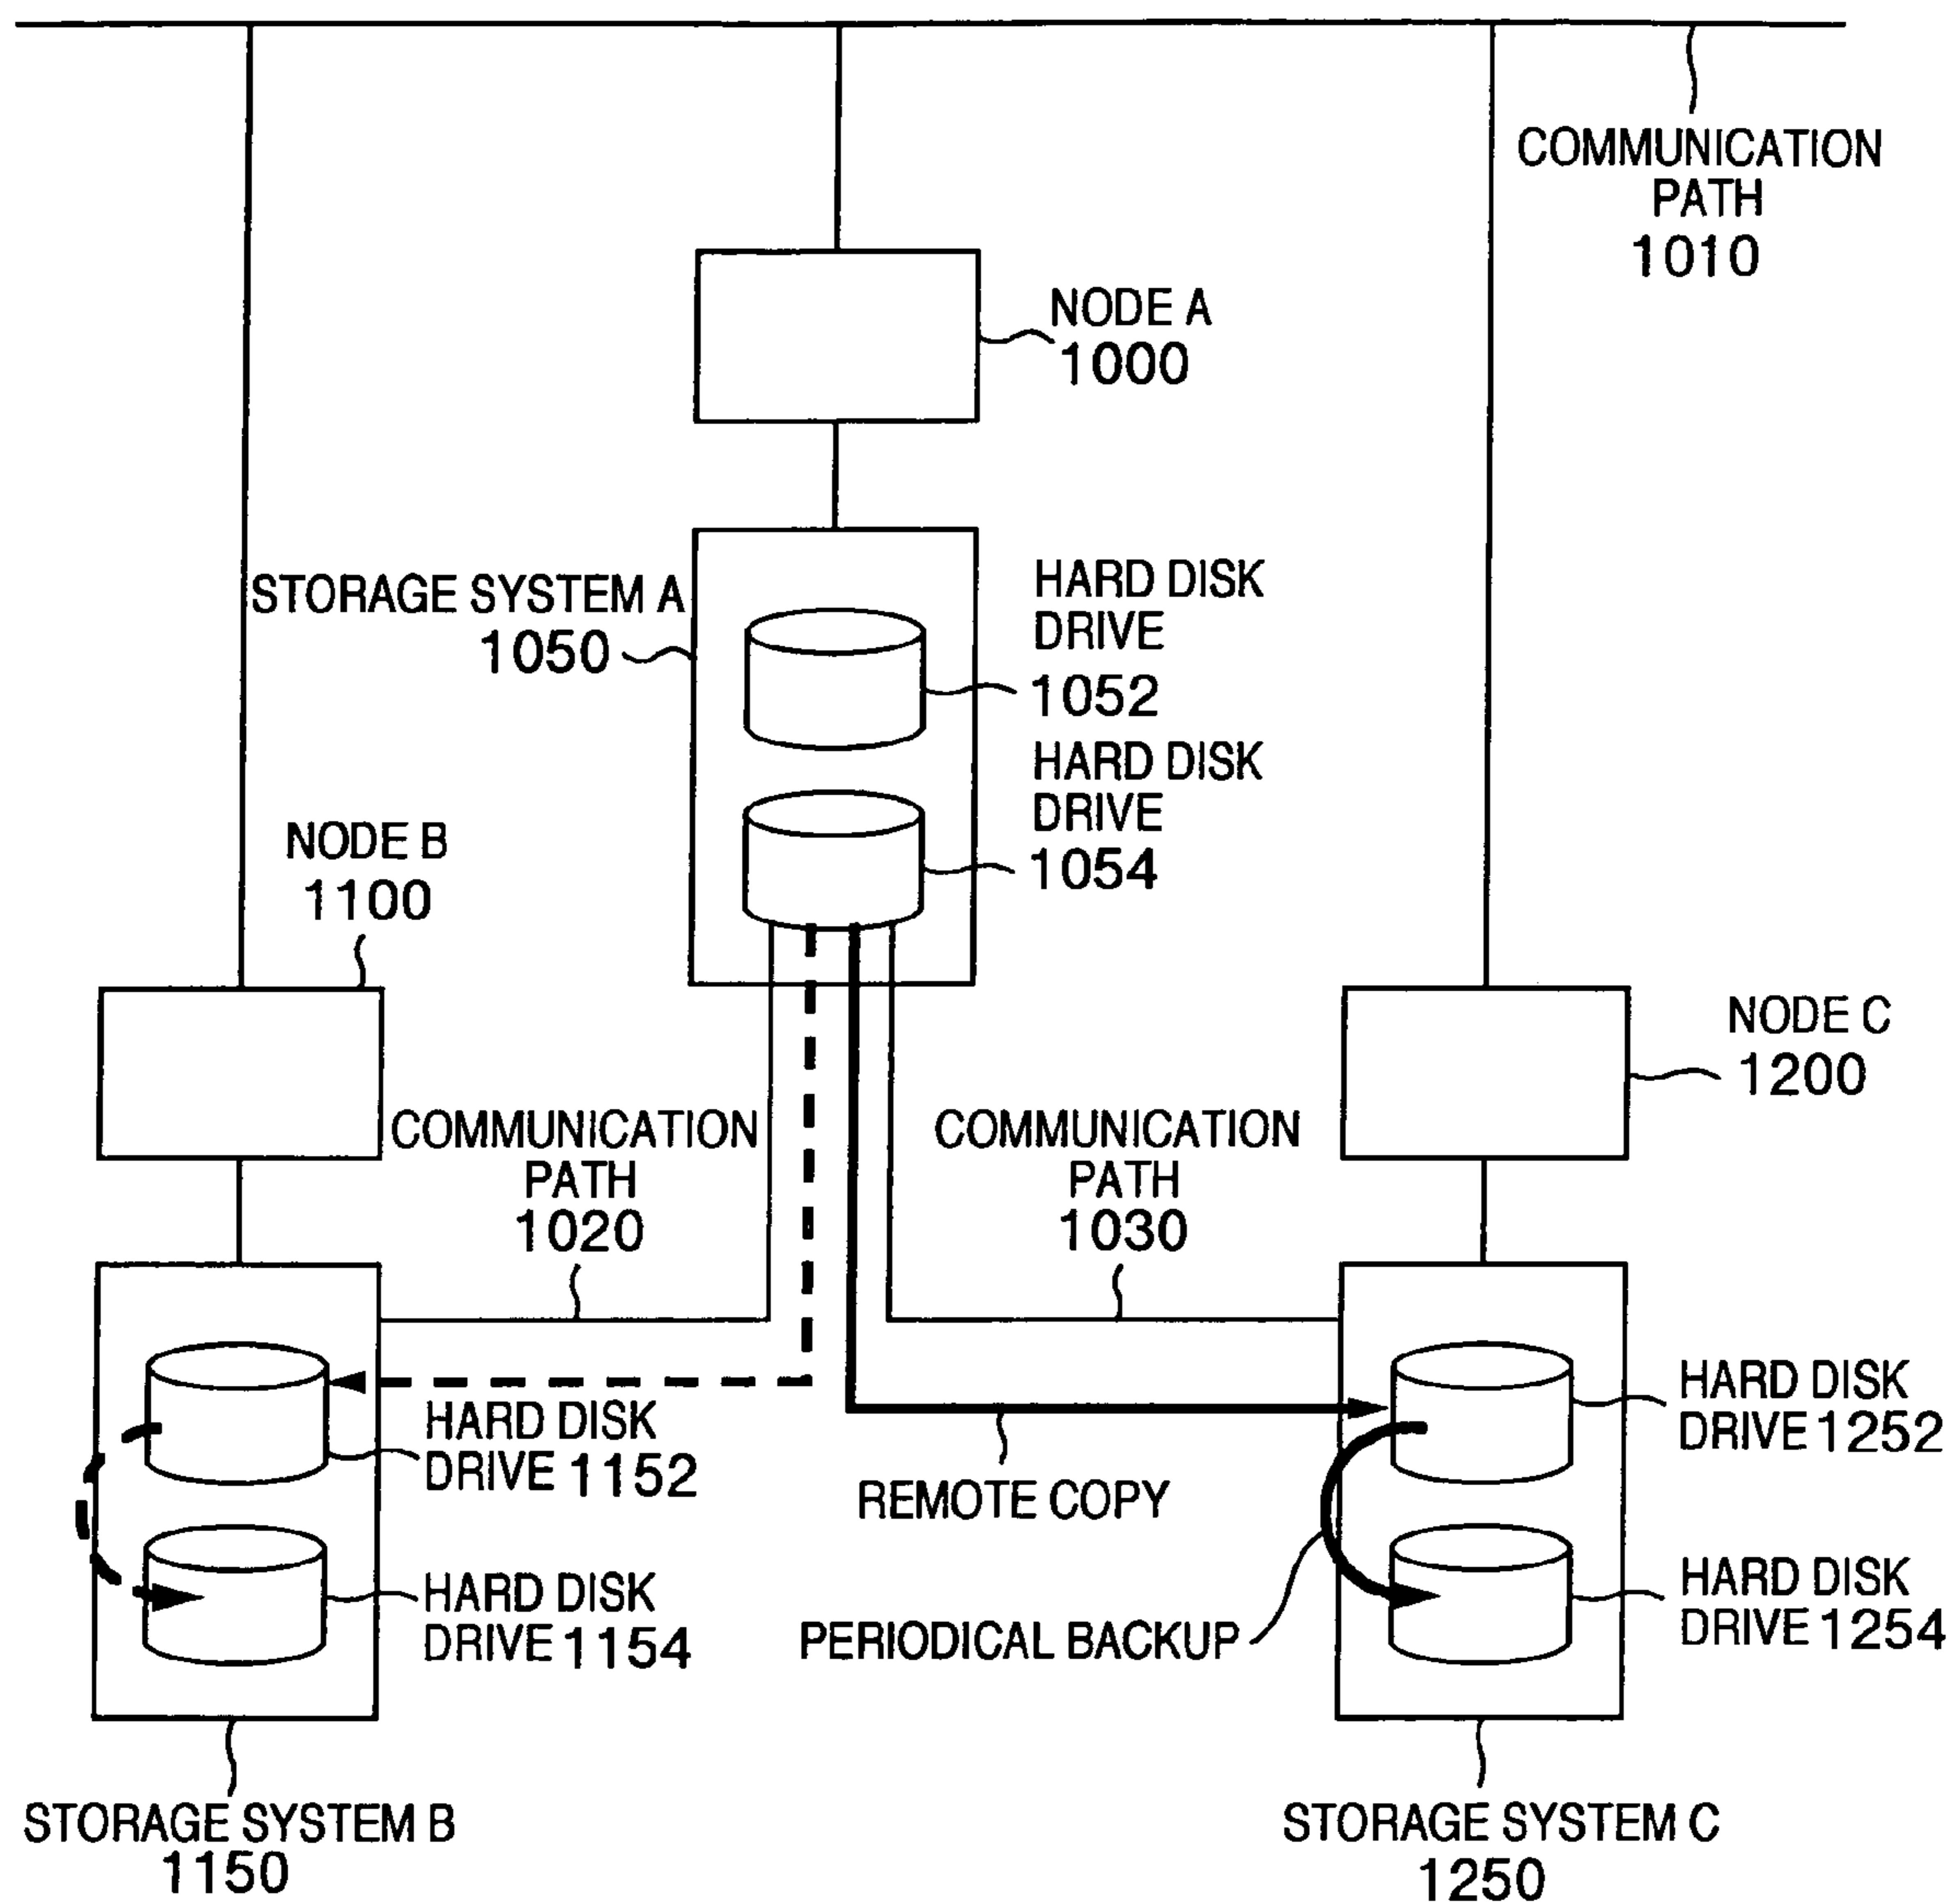 COMMUNICATION
PATH
1010
NODE A
1000
STORAGE SYSTEM A
1050
HARD DISK
DRIVE
1052
HARD DISK
DRIVE
1054
NODE B
1100
NODE C
1200
COMMUNICATION
PATH
1020
COMMUNICATION
PATH
1030
HARD DISK
DRIVE 1152
HARD DISK
DRIVE 1252
REMOTE COPY
HARD DISK
DRIVE 1154
PERIODICAL BACKUP
HARD DISK
DRIVE 1254
STORAGE SYSTEM B
1150
STORAGE SYSTEM C
1250